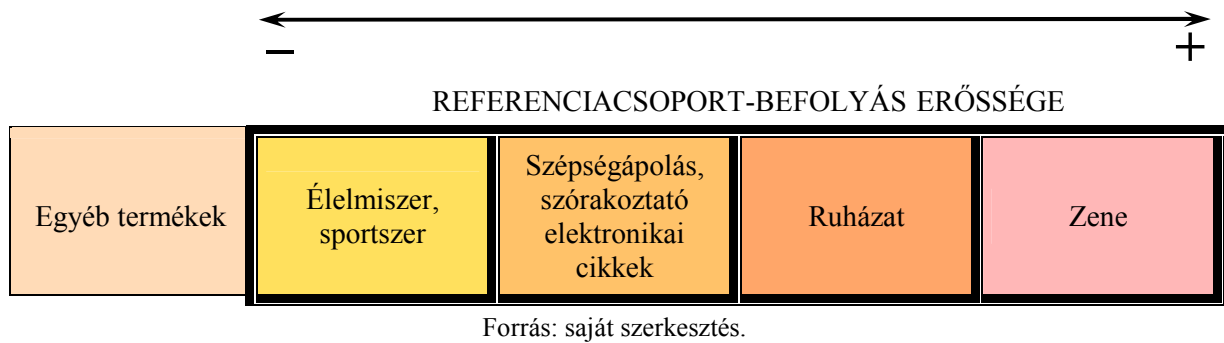 − +
REFERENCIACSOPORT-BEFOLYÁS ERŐSSÉGE
Egyéb termékek
Élelmiszer,
sportszer
Szépségápolás,
szórakoztató
elektronikai
cikkek
Ruházat
Zene
Forrás: saját szerkesztés.